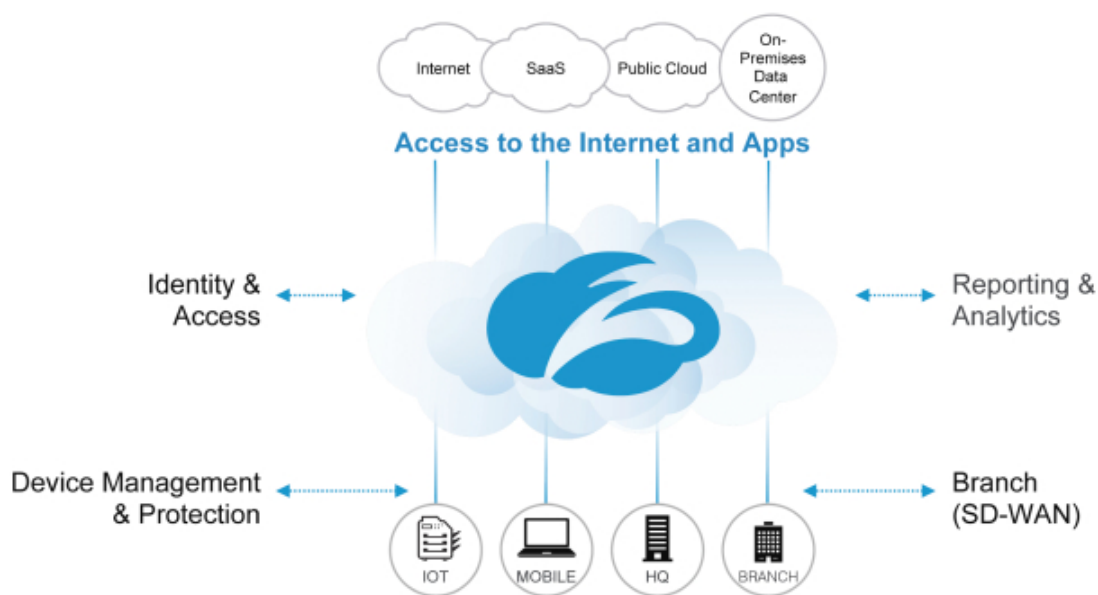 Internet
SaaS
Public Cloud
On-
Premises
Data
Center
Access to the Internet and Apps
Identity &
Access
Reporting &
Analytics
Device Management
& Protection
Branch
(SD-WAN)
IOT
MOBILE
HQ
BRANCH